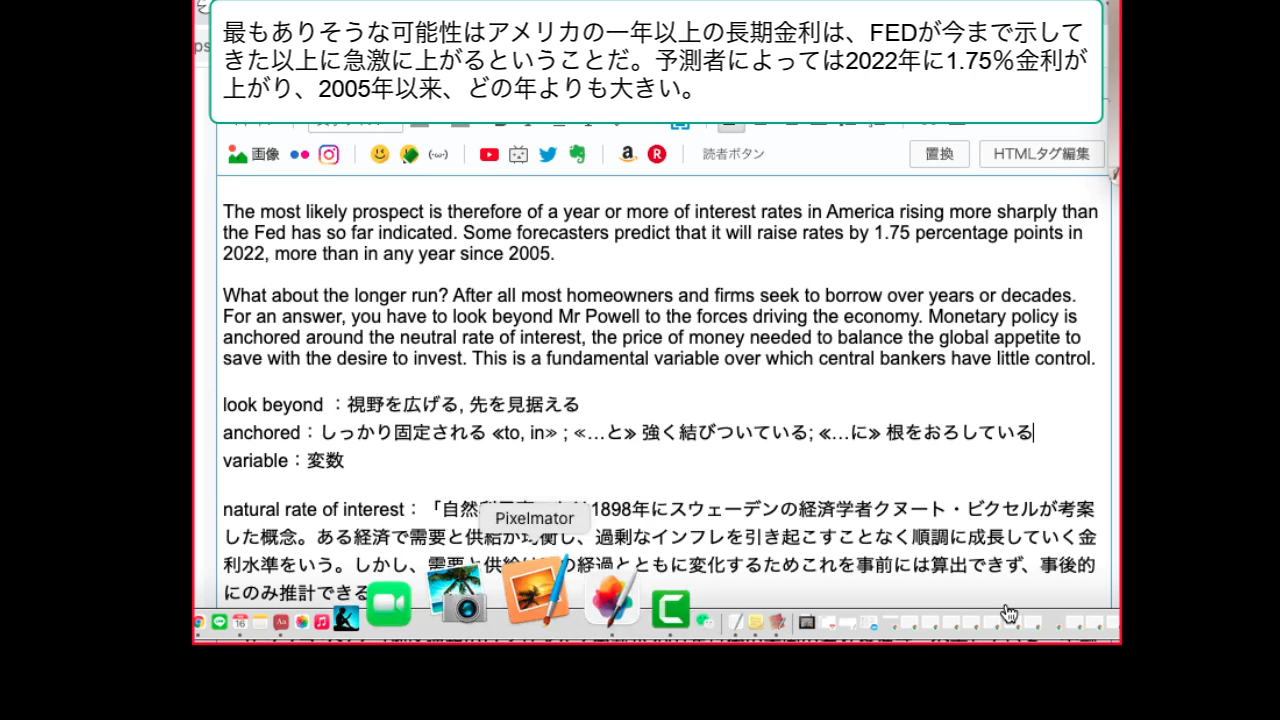 最もありそうな可能性はアメリカの一年以上の長期金利は、FEDが今まで示して
きた以上に急激に上がるということだ。予測者によっては2022年に1.75%金利が
上がり、2005年以来、どの年よりも大きい。
画像
読者ボタン
置換
HTMLタグ編集
The most likely prospect is therefore of a year or more of interest rates in America rising more sharply than
the Fed has so far indicated. Some forecasters predict that it will raise rates by 1.75 percentage points in
2022, more than in any year since 2005.
What about the longer run? After all most homeowners and firms seek to borrow over years or decades.
For an answer, you have to look beyond Mr Powell to the forces driving the economy. Monetary policy is
anchored around the neutral rate of interest, the price of money needed to balance the global appetite to
save with the desire to invest. This is a fundamental variable over which central bankers have little control.
look beyond ：視野を広げる, 先を見据える
anchored：しっかり固定される ≪to, in≫ ; ≪…と≫ 強く結びついている; ≪…に≫ 根をおろしている
variable：変数
natural rate of interest：「自然 1898年にスウェーデンの経済学者クヌート・ビクセルが考案
Pixelmator
した概念。ある経済で需要と供給が均衡し、過剰なインフレを引き起こすことなく順調に成長していく金
利水準をいう。しかし、需要と供給 の経過とともに変化するためこれを事前には算出できず、事後的
にのみ推計できる
16